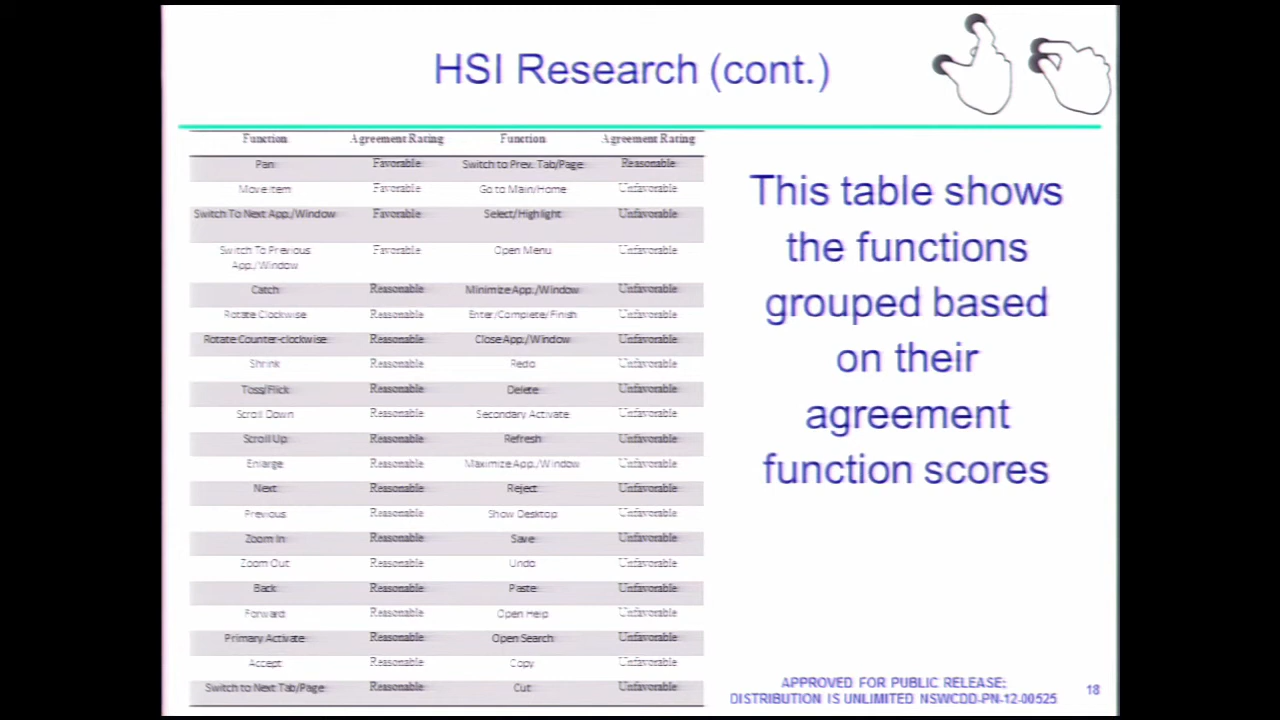 HSI Research (cont.)
Function Agreement Rating Function Agreement Rating
Pan Favorable Switch to Prev. Tab/Page Reasonable
Move Item Favorable Go to Main/Home Unfavorable
Switch To Next App./Window Favorable Select/Highlight Unfavorable
Switch To Previous App./Window Favorable Open Menu Unfavorable
Catch Reasonable Minimize App./Window Unfavorable
Rotate Clockwise Reasonable Enter/Complete/Finish Unfavorable
Rotate Counter-clockwise Reasonable Close App./Window Unfavorable
Shrink Reasonable Redo Unfavorable
Toss/Flick Reasonable Delete Unfavorable
Scroll Down Reasonable Secondary Activate Unfavorable
Scroll Up Reasonable Refresh Unfavorable
Enlarge Reasonable Maximize App./Window Unfavorable
Next Reasonable Reject Unfavorable
Previous Reasonable Show Desktop Unfavorable
Zoom In Reasonable Save Unfavorable
Zoom Out Reasonable Undo Unfavorable
Back Reasonable Paste Unfavorable
Forward Reasonable Open Help Unfavorable
Primary Activate Reasonable Open Search Unfavorable
Accept Reasonable Copy Unfavorable
Switch to Next Tab/Page Reasonable Cut Unfavorable
This table shows
the functions
grouped based
on their
agreement
function scores
APPROVED FOR PUBLIC RELEASE;
DISTRIBUTION IS UNLIMITED NSWCDD-PN-12-00525
18